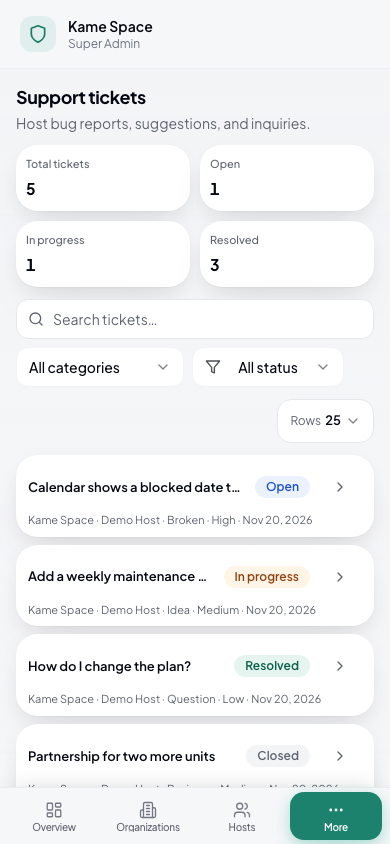 Kame Space
Super Admin
Support tickets
Host bug reports, suggestions, and inquiries.
Total tickets
5
Open
1
In progress
1
Resolved
3
Search tickets...
All categories
All status
Rows 25
Calendar shows a blocked date t...
Open
Kame Space · Demo Host · Broken · High · Nov 20, 2026
Add a weekly maintenance ...
In progress
Kame Space · Demo Host · Idea · Medium · Nov 20, 2026
How do I change the plan?
Resolved
Kame Space · Demo Host · Question · Low · Nov 20, 2026
Partnership for two more units
Closed
Overview
Organizations
Hosts
More